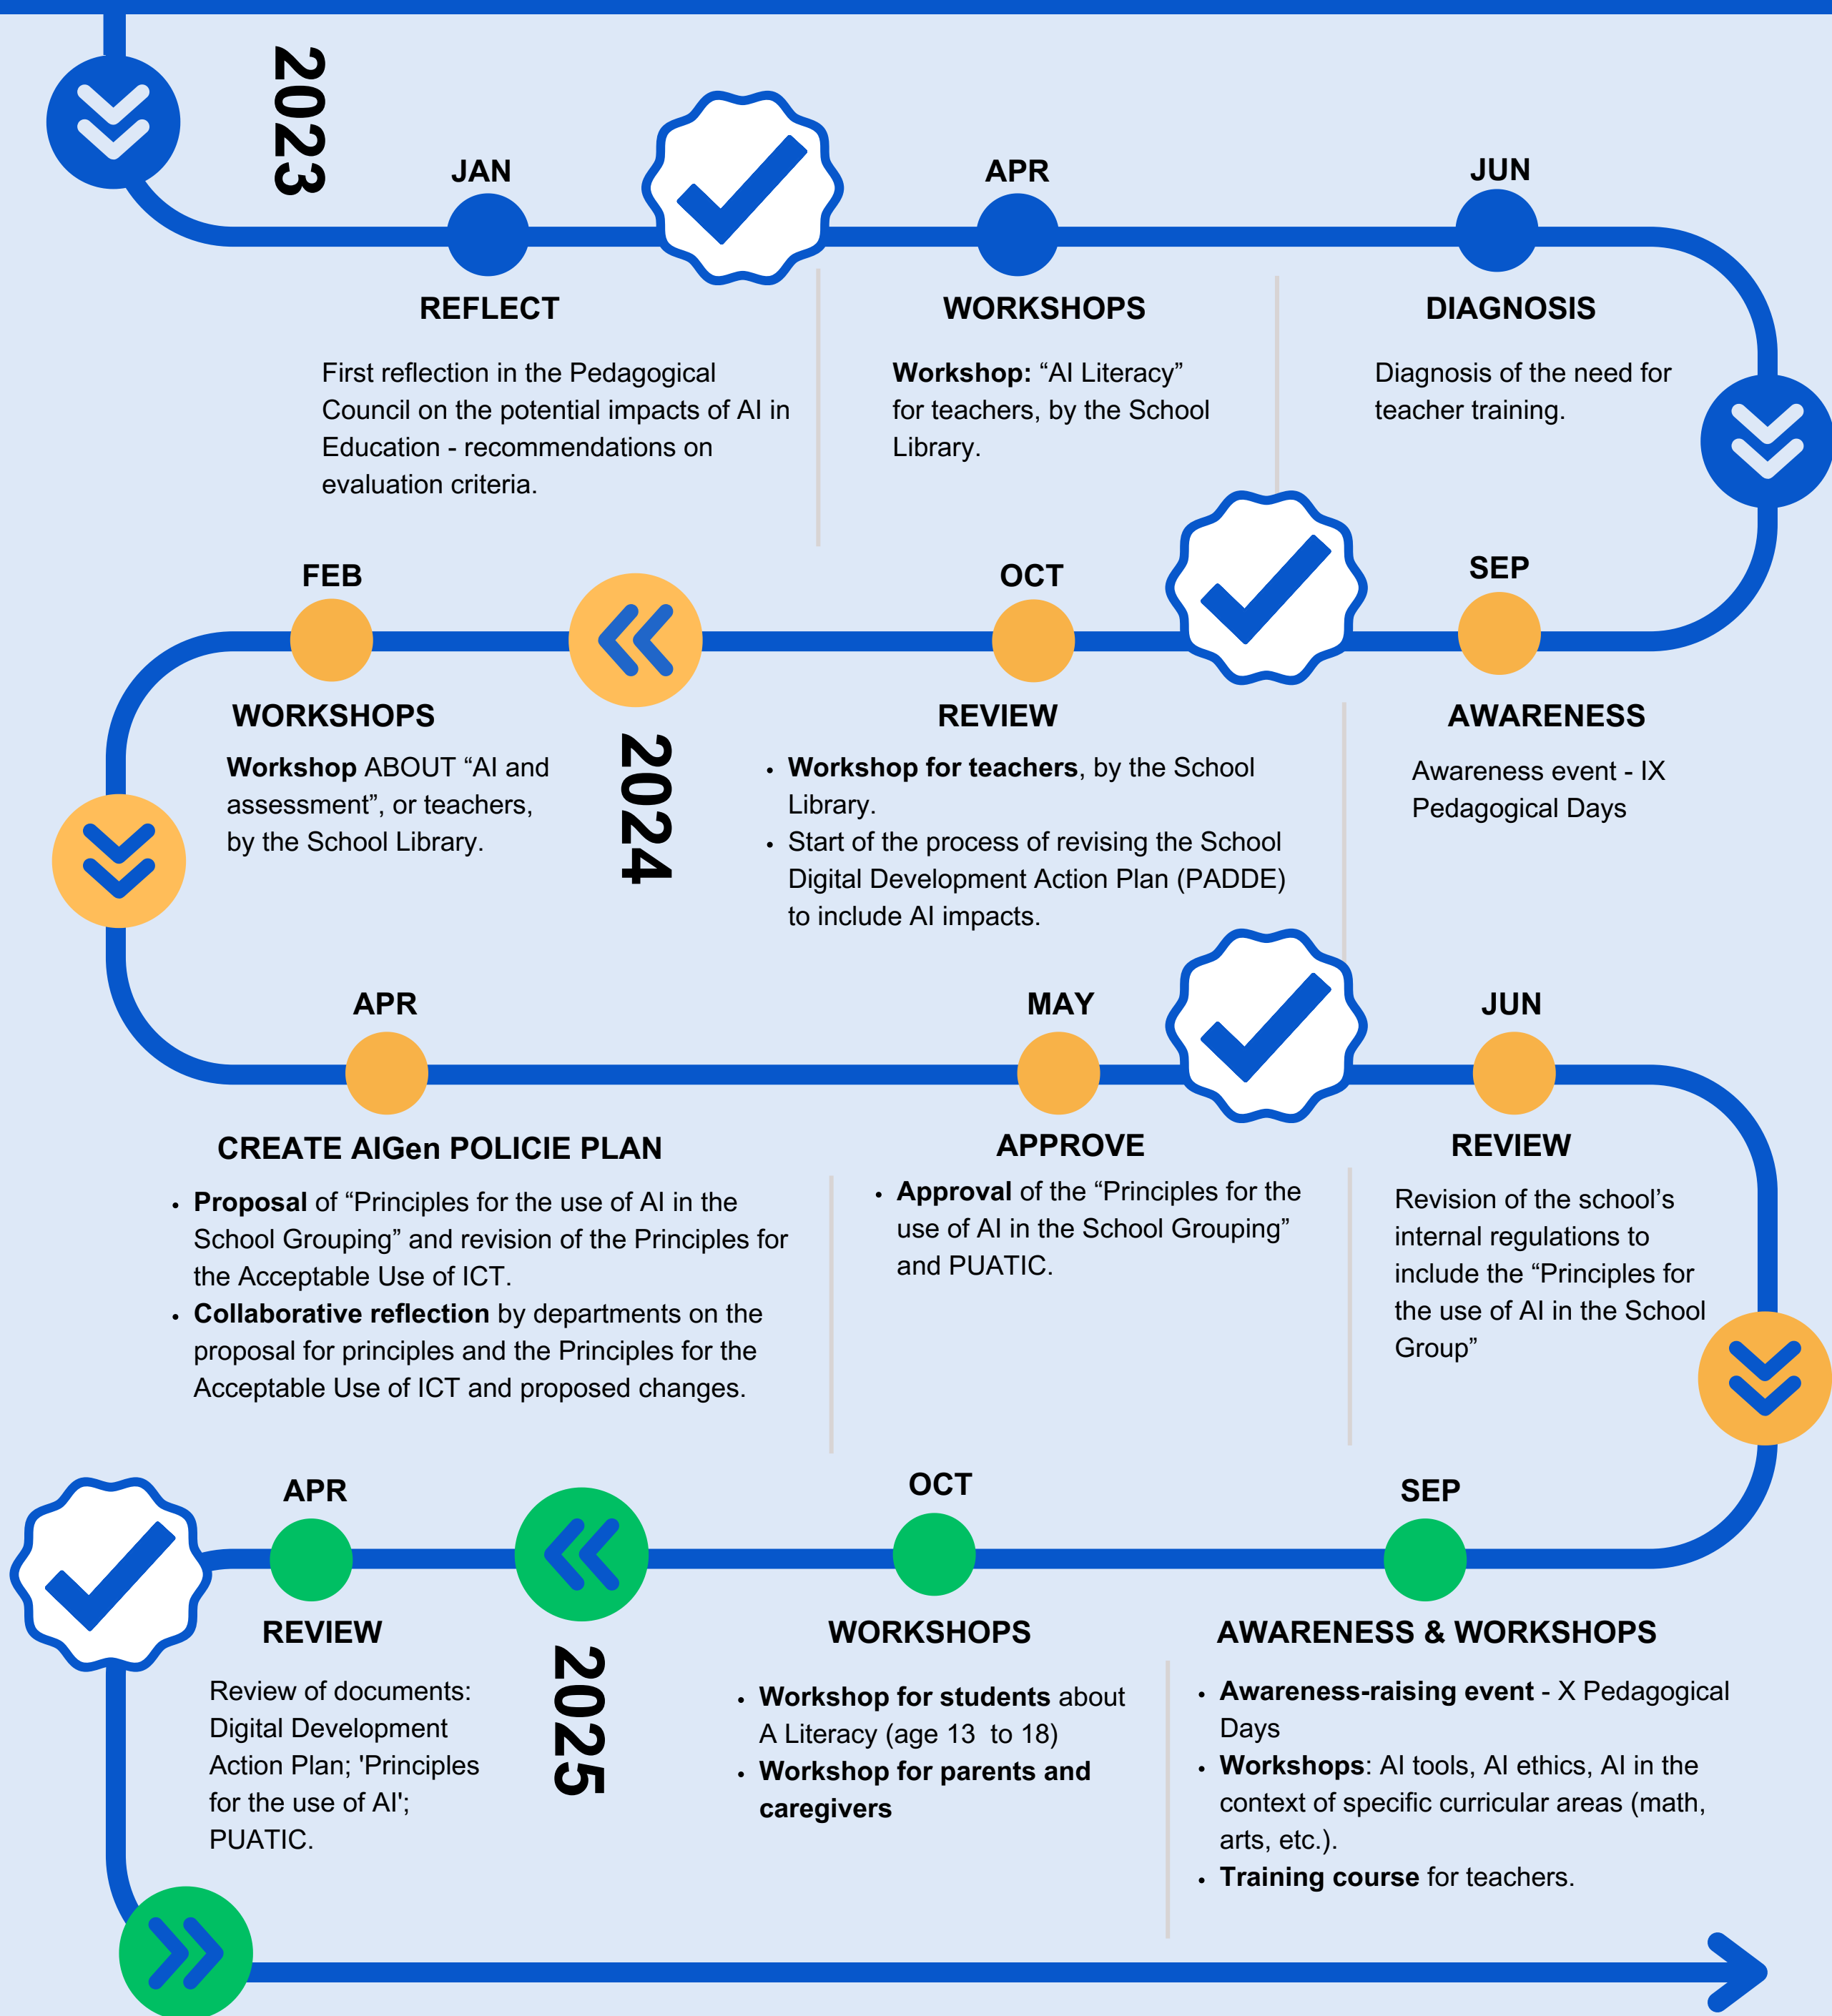 2023
JAN
REFLECT
First reflection in the Pedagogical
Council on the potential impacts of AI in
Education - recommendations on
evaluation criteria.
APR
WORKSHOPS
Workshop: “AI Literacy”
for teachers, by the School
Library.
JUN
DIAGNOSIS
Diagnosis of the need for
teacher training.
SEP
AWARENESS
Awareness event - IX
Pedagogical Days
OCT
REVIEW
• Workshop for teachers, by the School
Library.
• Start of the process of revising the School
Digital Development Action Plan (PADDE)
to include AI impacts.
2024
FEB
WORKSHOPS
Workshop ABOUT “AI and
assessment”, or teachers,
by the School Library.
APR
CREATE AIGen POLICIE PLAN
• Proposal of “Principles for the use of AI in the
School Grouping” and revision of the Principles for
the Acceptable Use of ICT.
• Collaborative reflection by departments on the
proposal for principles and the Principles for the
Acceptable Use of ICT and proposed changes.
MAY
APPROVE
• Approval of the “Principles for the
use of AI in the School Grouping”
and PUATIC.
JUN
REVIEW
Revision of the school’s
internal regulations to
include the “Principles for
the use of AI in the School
Group”
SEP
AWARENESS & WORKSHOPS
• Awareness-raising event - X Pedagogical
Days
• Workshops: AI tools, AI ethics, AI in the
context of specific curricular areas (math,
arts, etc.).
• Training course for teachers.
OCT
WORKSHOPS
• Workshop for students about
A Literacy (age 13 to 18)
• Workshop for parents and
caregivers
2025
APR
REVIEW
Review of documents:
Digital Development
Action Plan; 'Principles
for the use of AI';
PUATIC.